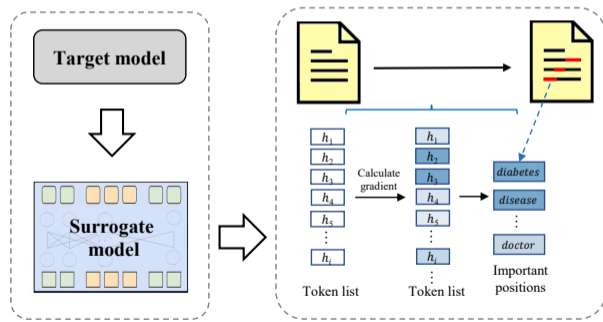 Target model
Surrogate
model
h₁
h₂
h₃
h₄
h₅
⋮
hᵢ
Token list
Calculate
gradient
h₁
h₂
h₃
h₄
h₅
⋮
hᵢ
⋮
Token list
diabetes
disease
⋮
doctor
Important
positions